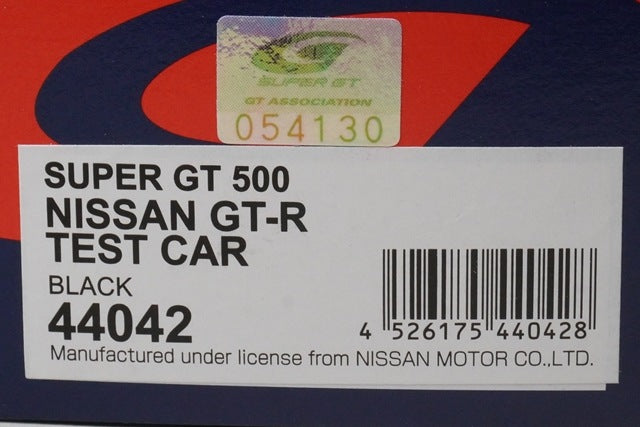 SUPER GT
GT ASSOCIATION
054130
SUPER GT 500
NISSAN GT-R
TEST CAR
BLACK
44042
4 526175 440428
Manufactured under license from NISSAN MOTOR CO.,LTD.